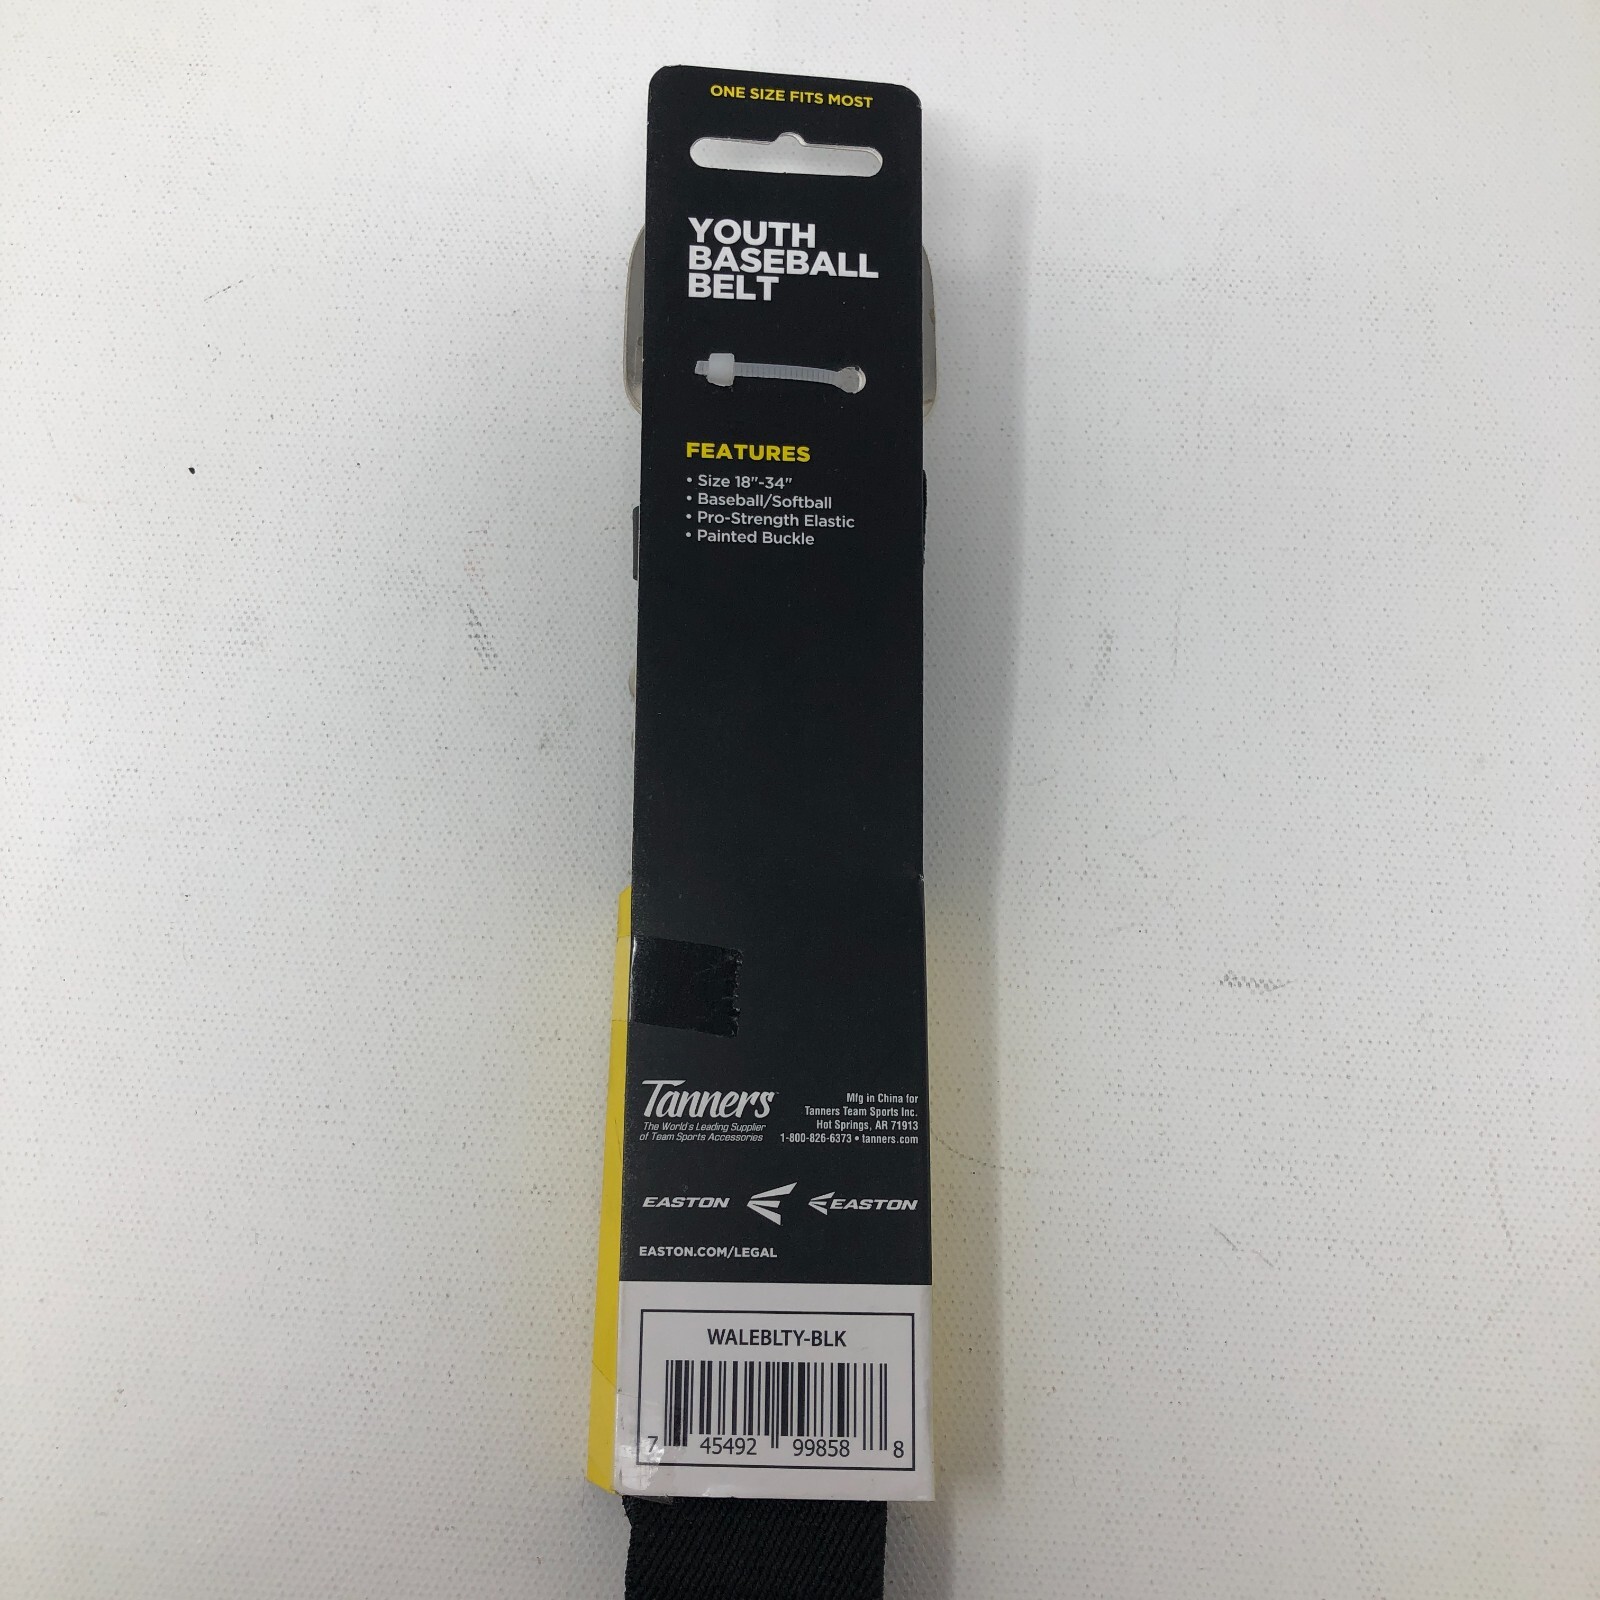 ONE SIZE FITS MOST
YOUTH
BASEBALL
BELT
FEATURES
• Size 18"-34"
• Baseball/Softball
• Pro-Strength Elastic
• Painted Buckle
Tanners
The World's Leading Supplier
of Team Sports Accessories
Mfg in China for
Tanners Team Sports Inc.
Hot Springs, AR 71913
1-800-826-6373 • tanners.com
EASTON EASTON
EASTON.COM/LEGAL
WALEBLTY-BLK
7 45492 99858 8